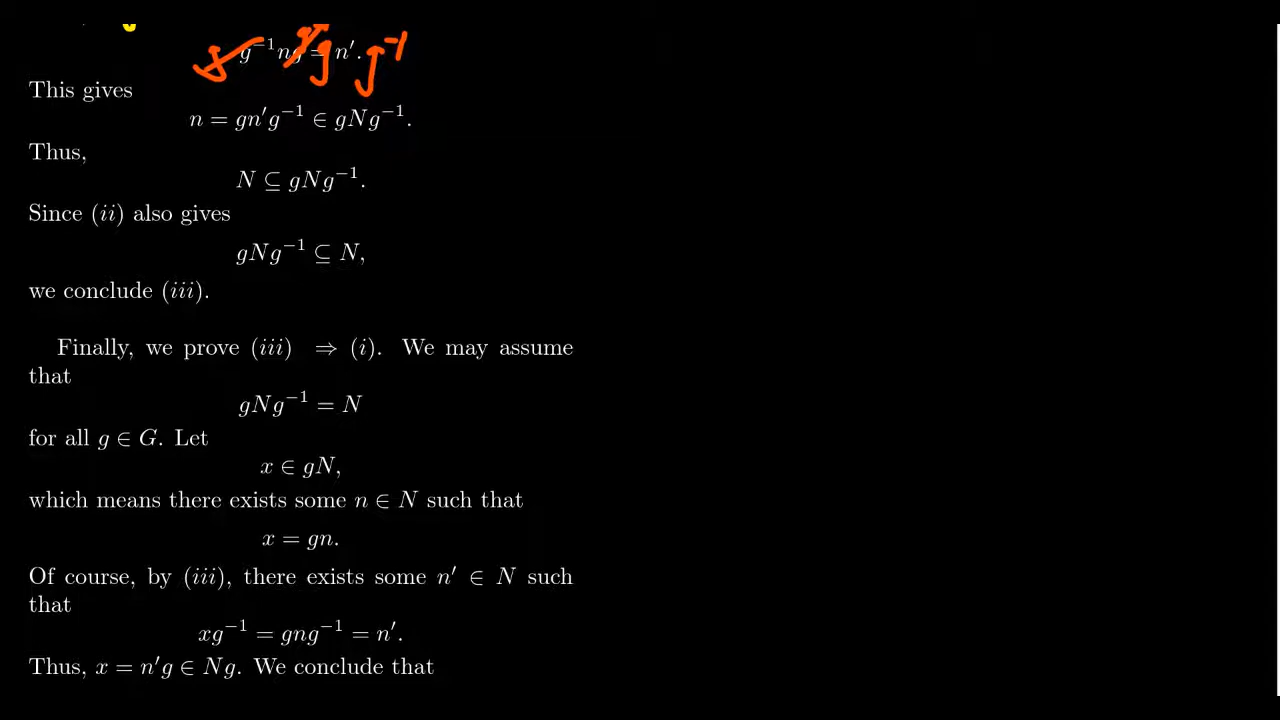 g⁻¹ng = n′.
g g⁻¹
This gives
n = gn′g⁻¹ ∈ gNg⁻¹.
Thus,
N ⊆ gNg⁻¹.
Since (ii) also gives
gNg⁻¹ ⊆ N,
we conclude (iii).
Finally, we prove (iii) ⇒ (i). We may assume
that
gNg⁻¹ = N
for all g ∈ G. Let
x ∈ gN,
which means there exists some n ∈ N such that
x = gn.
Of course, by (iii), there exists some n′ ∈ N such
that
xg⁻¹ = gng⁻¹ = n′.
Thus, x = n′g ∈ Ng. We conclude that